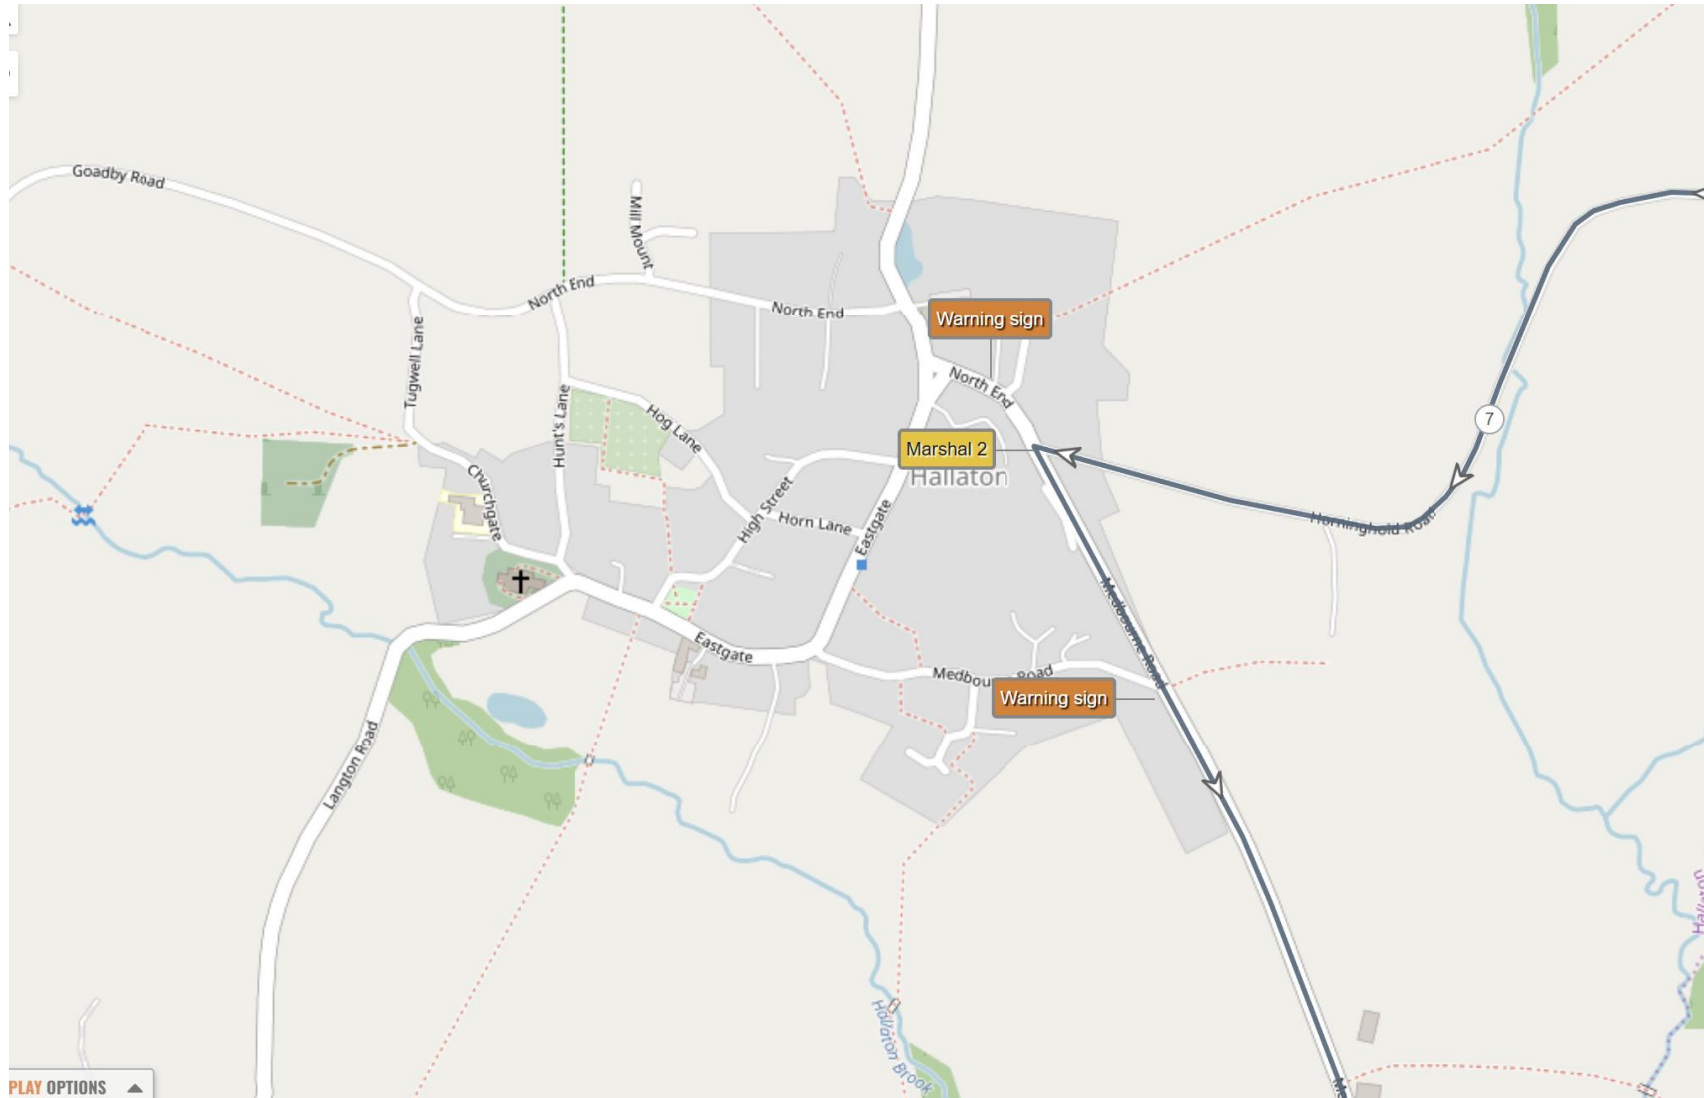 Goadby Road
Mill Mount
North End
North End
Warning sign
Tugwell Lane
North End
Hunt's Lane
Hog Lane
7
Marshal 2
Hallaton
Churchgate
High Street
Horn Lane
Eastgate
Horninghold Road
Medbourne Road
Eastgate
Medbourne Road
Warning sign
Langton Road
Hallaton Brook
PLAY OPTIONS